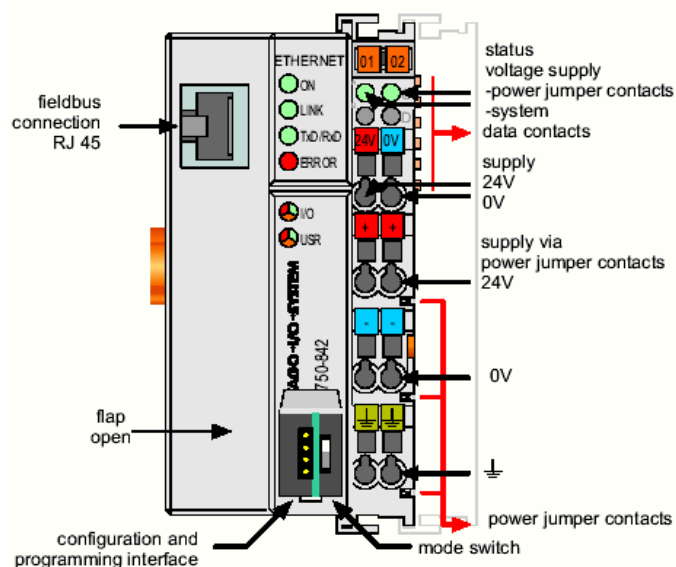 ETHERNET
ON
LINK
TxD/RxD
ERROR
I/O
USR
WAGO-I/O-SYSTEM
750-842
01 02
24V 0V
+ +
- -
fieldbus
connection
RJ 45
flap
open
configuration and
programming interface
mode switch
status
voltage supply
-power jumper contacts
-system
data contacts
supply
24V
0V
supply via
power jumper contacts
24V
0V
power jumper contacts